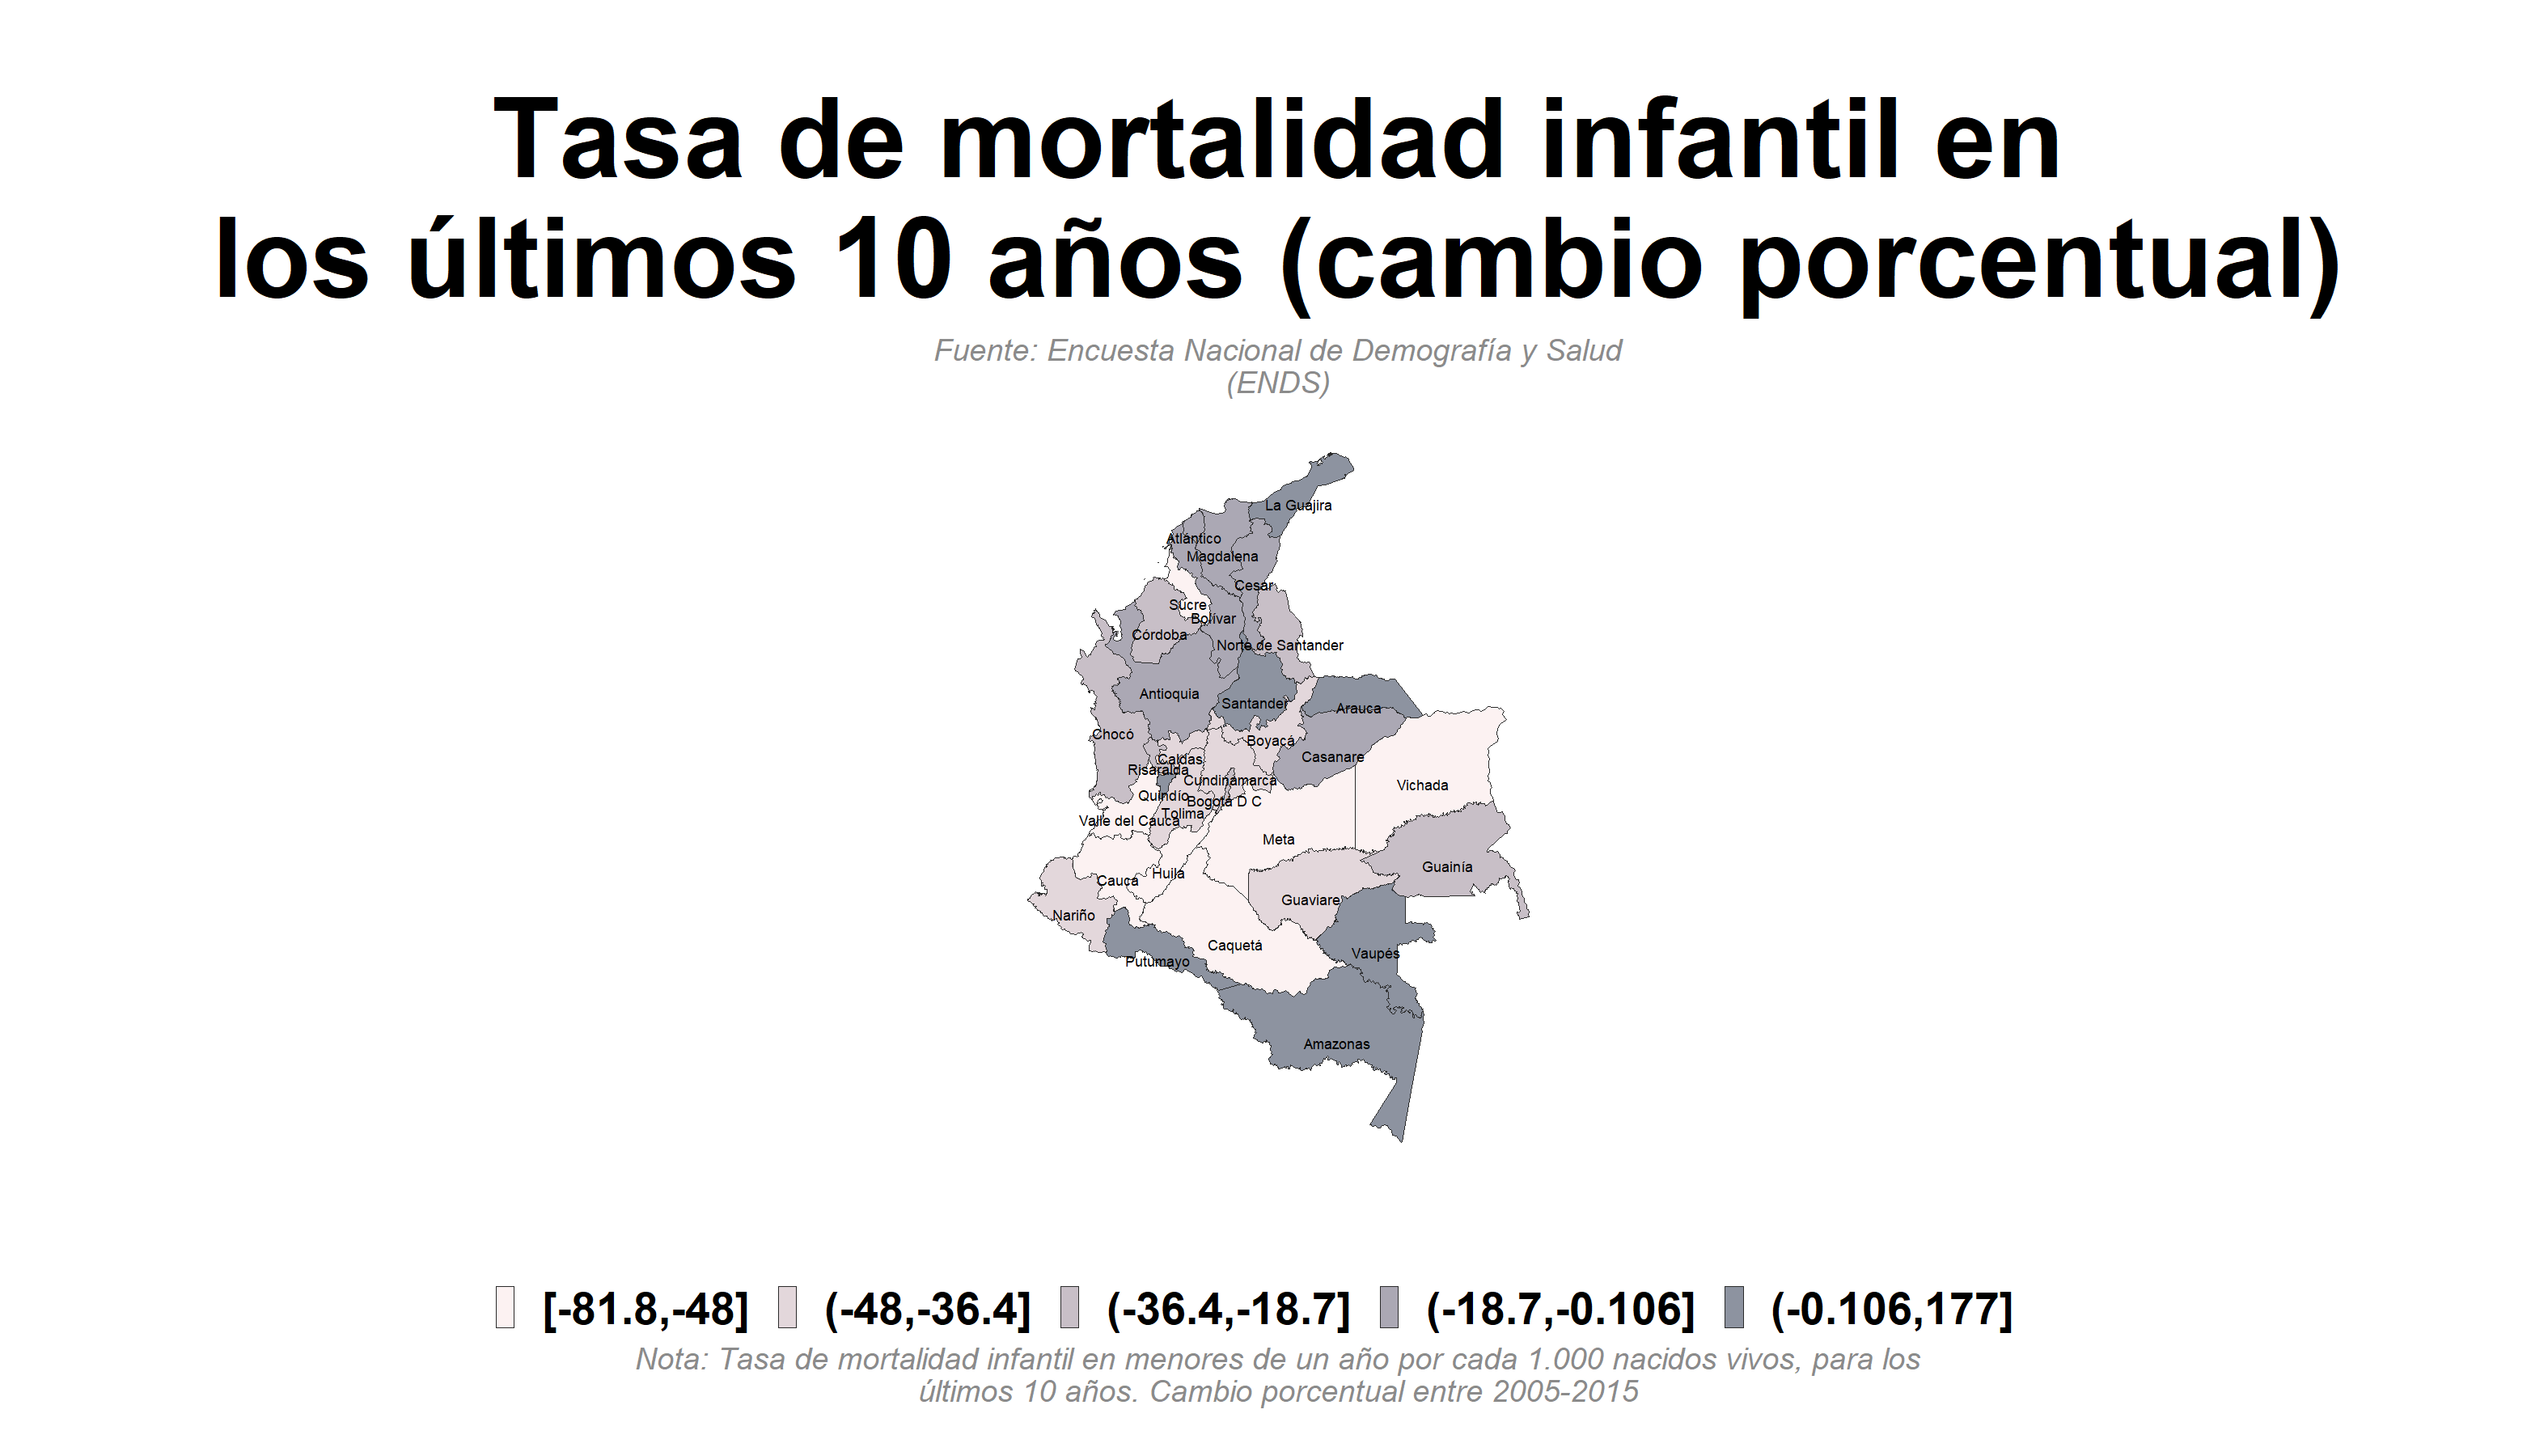 Tasa de mortalidad infantil en
los últimos 10 años (cambio porcentual)
Fuente: Encuesta Nacional de Demografía y Salud
(ENDS)
La Guajira
Atlántico
Magdalena
Cesar
Sucre
Bolívar
Córdoba
Norte de Santander
Antioquia
Santander
Arauca
Chocó
Boyacá
Casanare
Caldas
Risaralda
Cundinamarca
Vichada
Quindío
Bogotá D C
Tolima
Valle del Cauca
Meta
Guainía
Huila
Cauca
Guaviare
Nariño
Caquetá
Vaupés
Putumayo
Amazonas
[-81.8,-48] (-48,-36.4] (-36.4,-18.7] (-18.7,-0.106] (-0.106,177]
Nota: Tasa de mortalidad infantil en menores de un año por cada 1.000 nacidos vivos, para los
últimos 10 años. Cambio porcentual entre 2005-2015